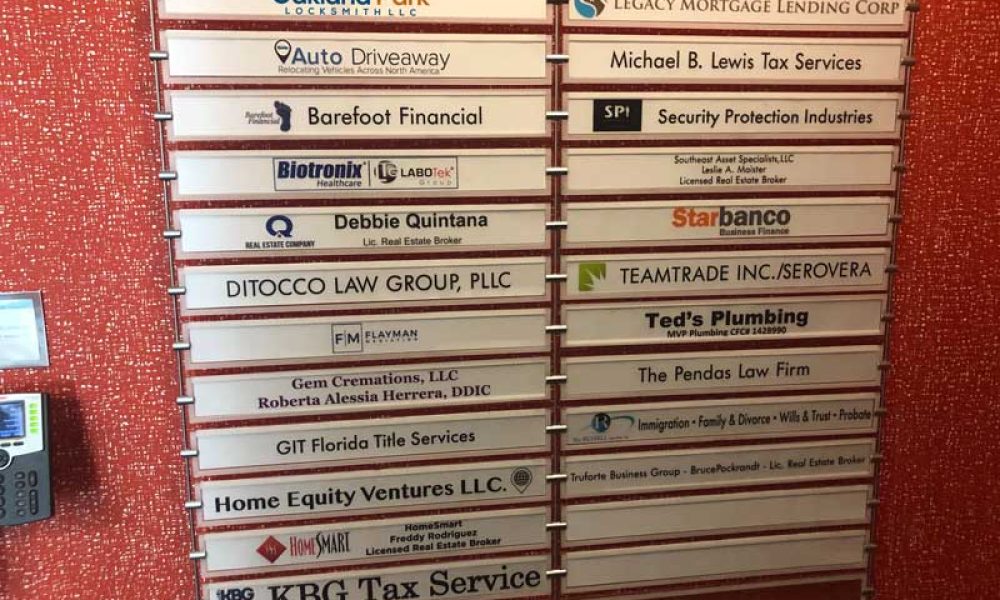 Oakland Park
LOCKSMITH LLC
Auto Driveaway
Relocating Vehicles Across North America
Barefoot Financial
Barefoot Financial
Biotronix
Healthcare
LABOTek
Group
Q
REAL ESTATE COMPANY
Debbie Quintana
Lic. Real Estate Broker
DITOCCO LAW GROUP, PLLC
F|M FLAYMAN
MEDIATION
Gem Cremations, LLC
Roberta Alessia Herrera, DDIC
GIT Florida Title Services
Home Equity Ventures LLC.
HOMESMART
HomeSmart
Freddy Rodriguez
Licensed Real Estate Broker
KBG KBG Tax Service
LEGACY MORTGAGE LENDING CORP
Michael B. Lewis Tax Services
SPI Security Protection Industries
Southeast Asset Specialists, LLC
Leslie A. Maister
Licensed Real Estate Broker
Starbanco
Business Finance
TEAMTRADE INC./SEROVERA
Ted's Plumbing
MVP Plumbing CFC# 1428990
The Pendas Law Firm
R
Immigration • Family & Divorce • Wills & Trust • Probate
Truforte Business Group - BrucePockrandt - Lic. Real Estate Broker